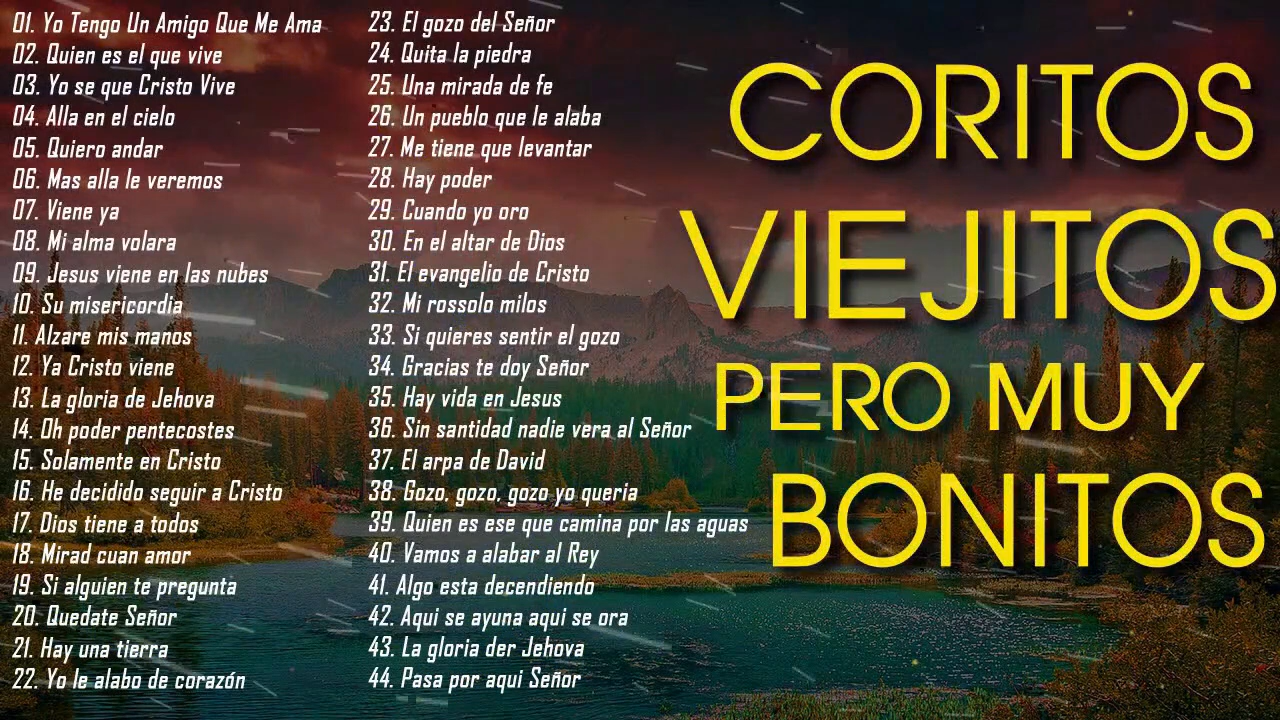 01. Yo Tengo Un Amigo Que Me Ama
02. Quien es el que vive
03. Yo se que Cristo Vive
04. Alla en el cielo
05. Quiero andar
06. Mas alla le veremos
07. Viene ya
08. Mi alma volara
09. Jesus viene en las nubes
10. Su misericordia
11. Alzare mis manos
12. Ya Cristo viene
13. La gloria de Jehova
14. Oh poder pentecostes
15. Solamente en Cristo
16. He decidido seguir a Cristo
17. Dios tiene a todos
18. Mirad cuan amor
19. Si alguien te pregunta
20. Quedate Señor
21. Hay una tierra
22. Yo le alabo de corazón
23. El gozo del Señor
24. Quita la piedra
25. Una mirada de fe
26. Un pueblo que le alaba
27. Me tiene que levantar
28. Hay poder
29. Cuando yo oro
30. En el altar de Dios
31. El evangelio de Cristo
32. Mi rossolo milos
33. Si quieres sentir el gozo
34. Gracias te doy Señor
35. Hay vida en Jesus
36. Sin santidad nadie vera al Señor
37. El arpa de David
38. Gozo, gozo, gozo yo queria
39. Quien es ese que camina por las aguas
40. Vamos a alabar al Rey
41. Algo esta decendiendo
42. Aqui se ayuna aqui se ora
43. La gloria der Jehova
44. Pasa por aqui Señor
CORITOS
VIEJITOS
PERO MUY
BONITOS